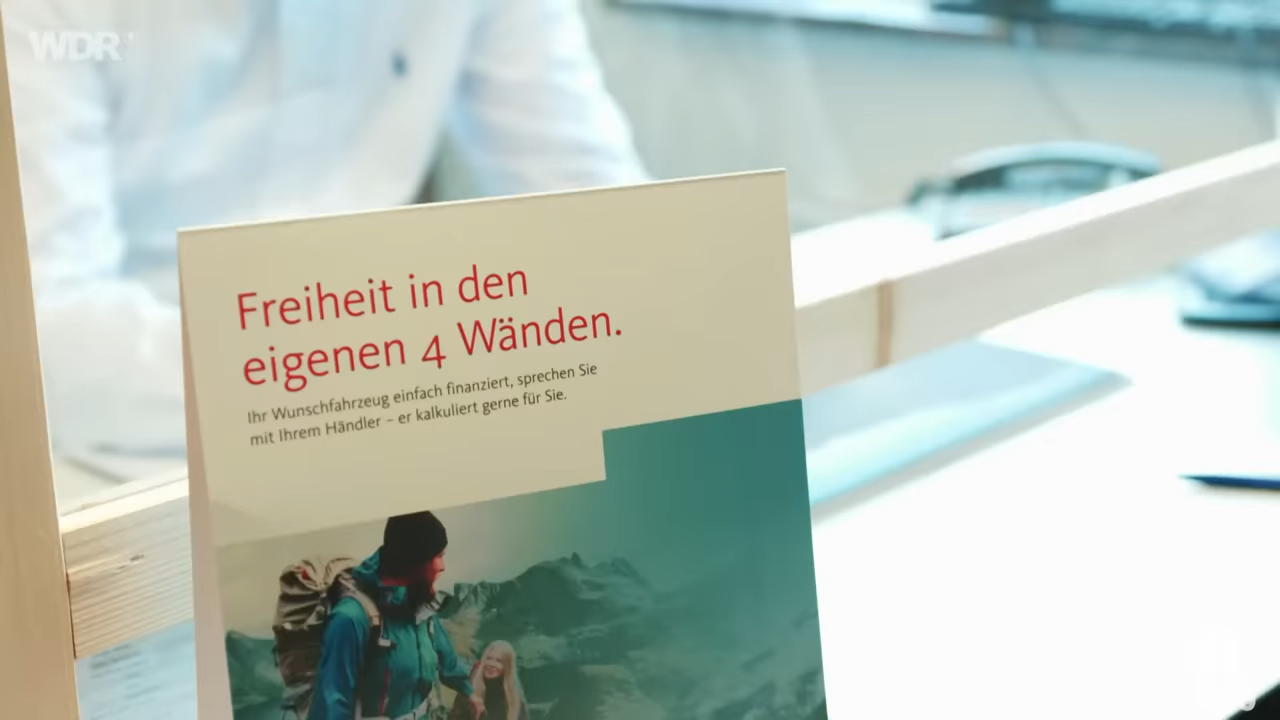 WDR
Freiheit in den
eigenen 4 Wänden.
Ihr Wunschfahrzeug einfach finanziert, sprechen Sie
mit Ihrem Händler – er kalkuliert gerne für Sie.